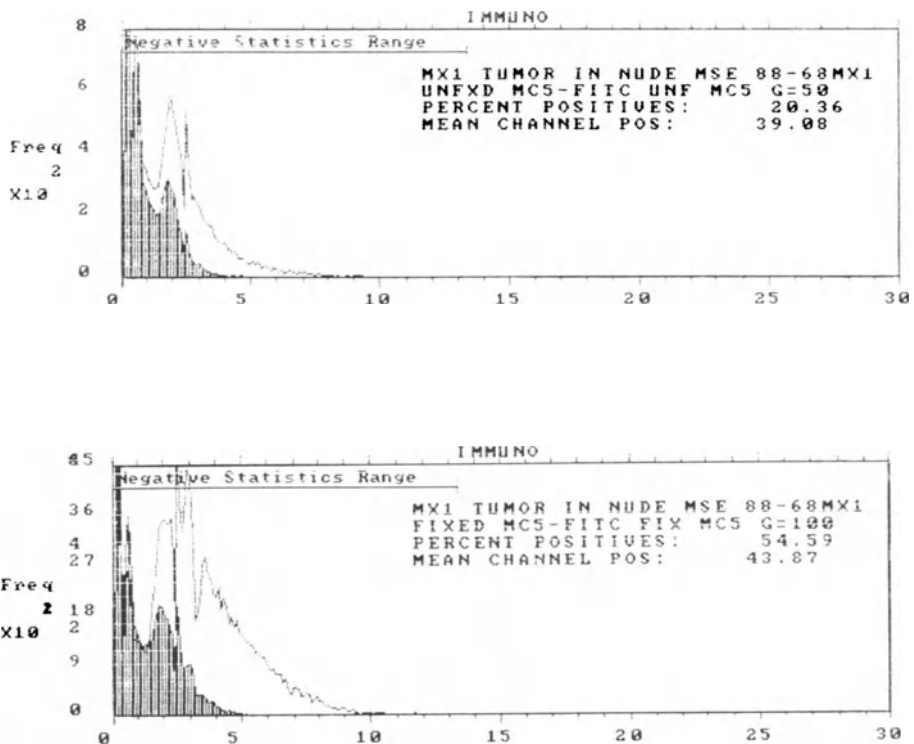 IMMUNO
8
Negative Statistics Range
6
MX1 TUMOR IN NUDE MSE 88-68MX1
UNFXD MC5-FITC UNF MC5 G=50
PERCENT POSITIVES: 20.36
MEAN CHANNEL POS: 39.08
Freq 4
2
X10
2
0
0 5 10 15 20 25 30
IMMUNO
45
Negative Statistics Range
36
MX1 TUMOR IN NUDE MSE 88-68MX1
FIXED MC5-FITC FIX MC5 G=100
PERCENT POSITIVES: 54.59
MEAN CHANNEL POS: 43.87
4
27
Freq
2 18
2
X10
9
0
0 5 10 15 20 25 30